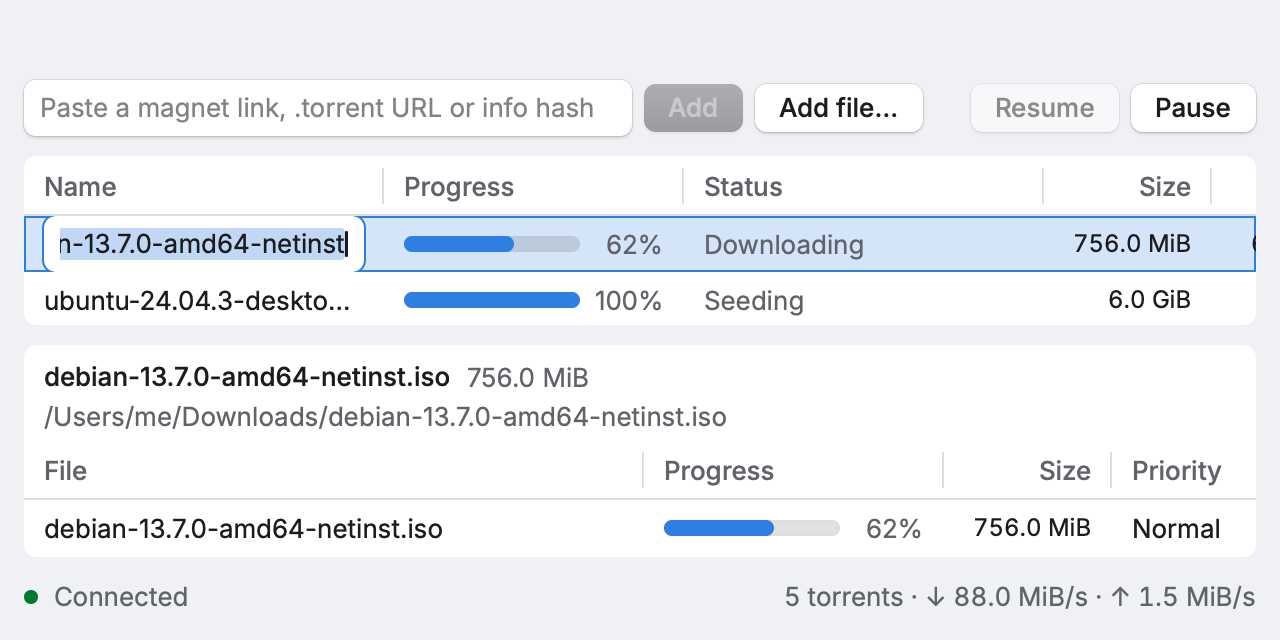 Paste a magnet link, .torrent URL or info hash Add Add file... Resume Pause
Name Progress Status Size
n-13.7.0-amd64-netinst 62% Downloading 756.0 MiB
ubuntu-24.04.3-deskto... 100% Seeding 6.0 GiB
debian-13.7.0-amd64-netinst.iso 756.0 MiB
/Users/me/Downloads/debian-13.7.0-amd64-netinst.iso
File Progress Size Priority
debian-13.7.0-amd64-netinst.iso 62% 756.0 MiB Normal
Connected 5 torrents · ↓ 88.0 MiB/s · ↑ 1.5 MiB/s